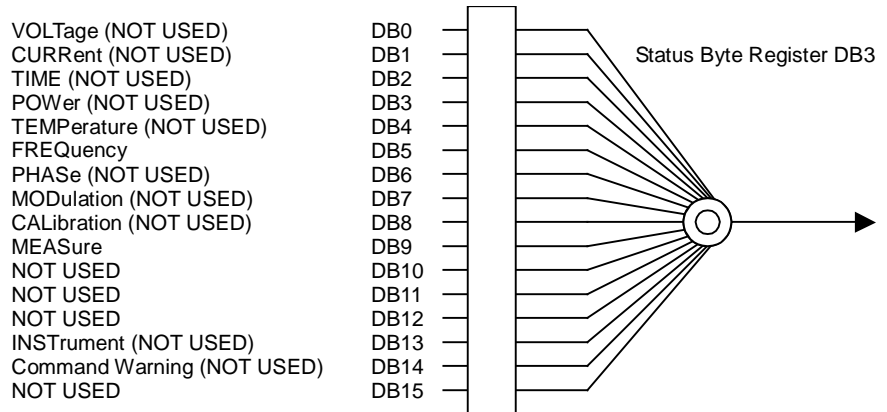 VOLTage (NOT USED) DB0
CURRent (NOT USED) DB1 Status Byte Register DB3
TIME (NOT USED) DB2
POWer (NOT USED) DB3
TEMPerature (NOT USED) DB4
FREQuency DB5
PHASe (NOT USED) DB6
MODulation (NOT USED) DB7
CALibration (NOT USED) DB8
MEASure DB9
NOT USED DB10
NOT USED DB11
NOT USED DB12
INSTrument (NOT USED) DB13
Command Warning (NOT USED) DB14
NOT USED DB15